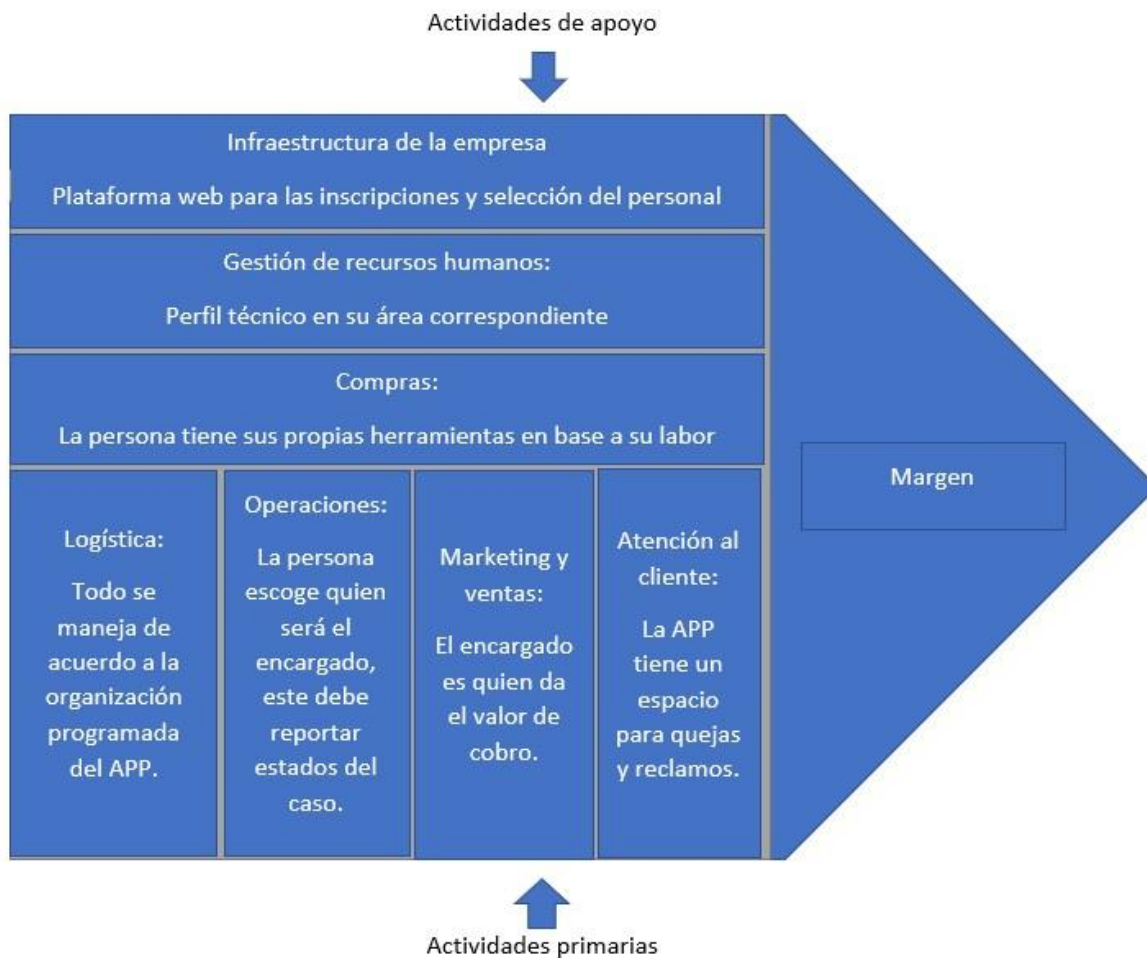 Actividades de apoyo
Infraestructura de la empresa
Plataforma web para las inscripciones y selección del personal
Gestión de recursos humanos:
Perfil técnico en su área correspondiente
Compras:
La persona tiene sus propias herramientas en base a su labor
Logística:
Todo se
maneja de
acuerdo a la
organización
programada
del APP.
Operaciones:
La persona
escoge quien
será el
encargado,
este debe
reportar
estados del
caso.
Marketing y
ventas:
El encargado
es quien da
el valor de
cobro.
Atención al
cliente:
La APP
tiene un
espacio
para quejas
y reclamos.
Margen
Actividades primarias